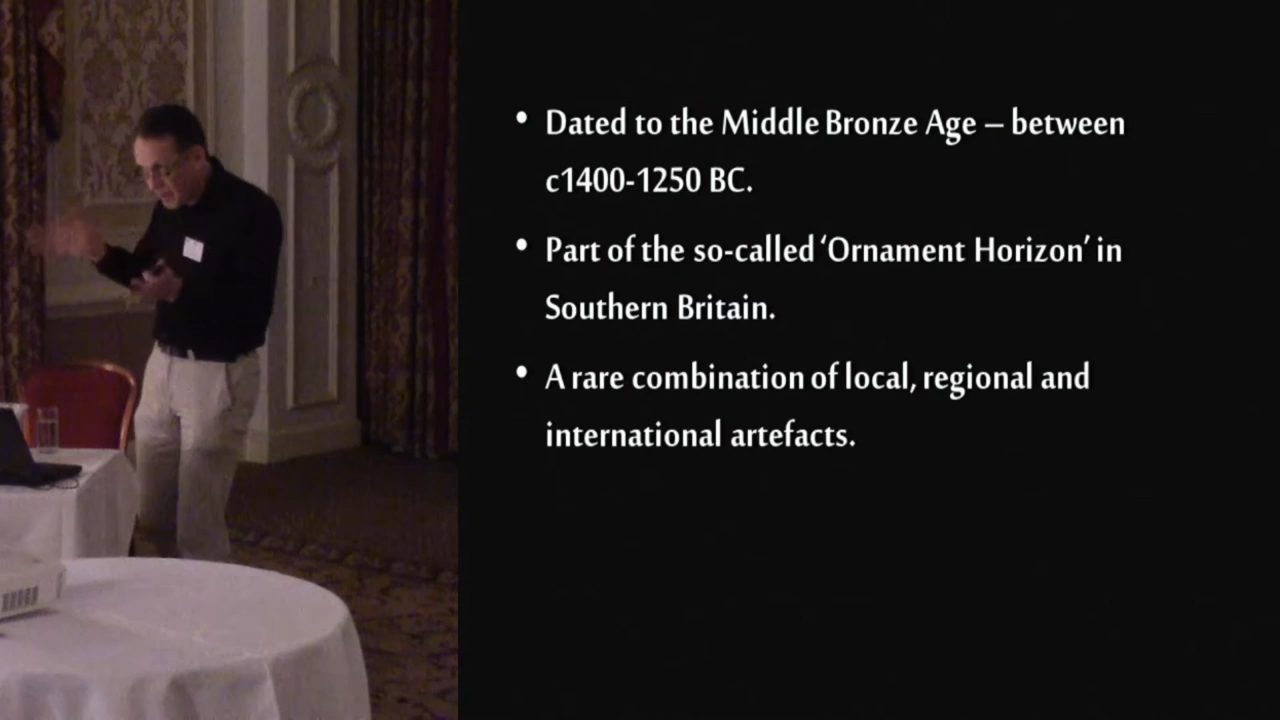 • Dated to the Middle Bronze Age – between
c1400-1250 BC.
• Part of the so-called ‘Ornament Horizon’ in
Southern Britain.
• A rare combination of local, regional and
international artefacts.